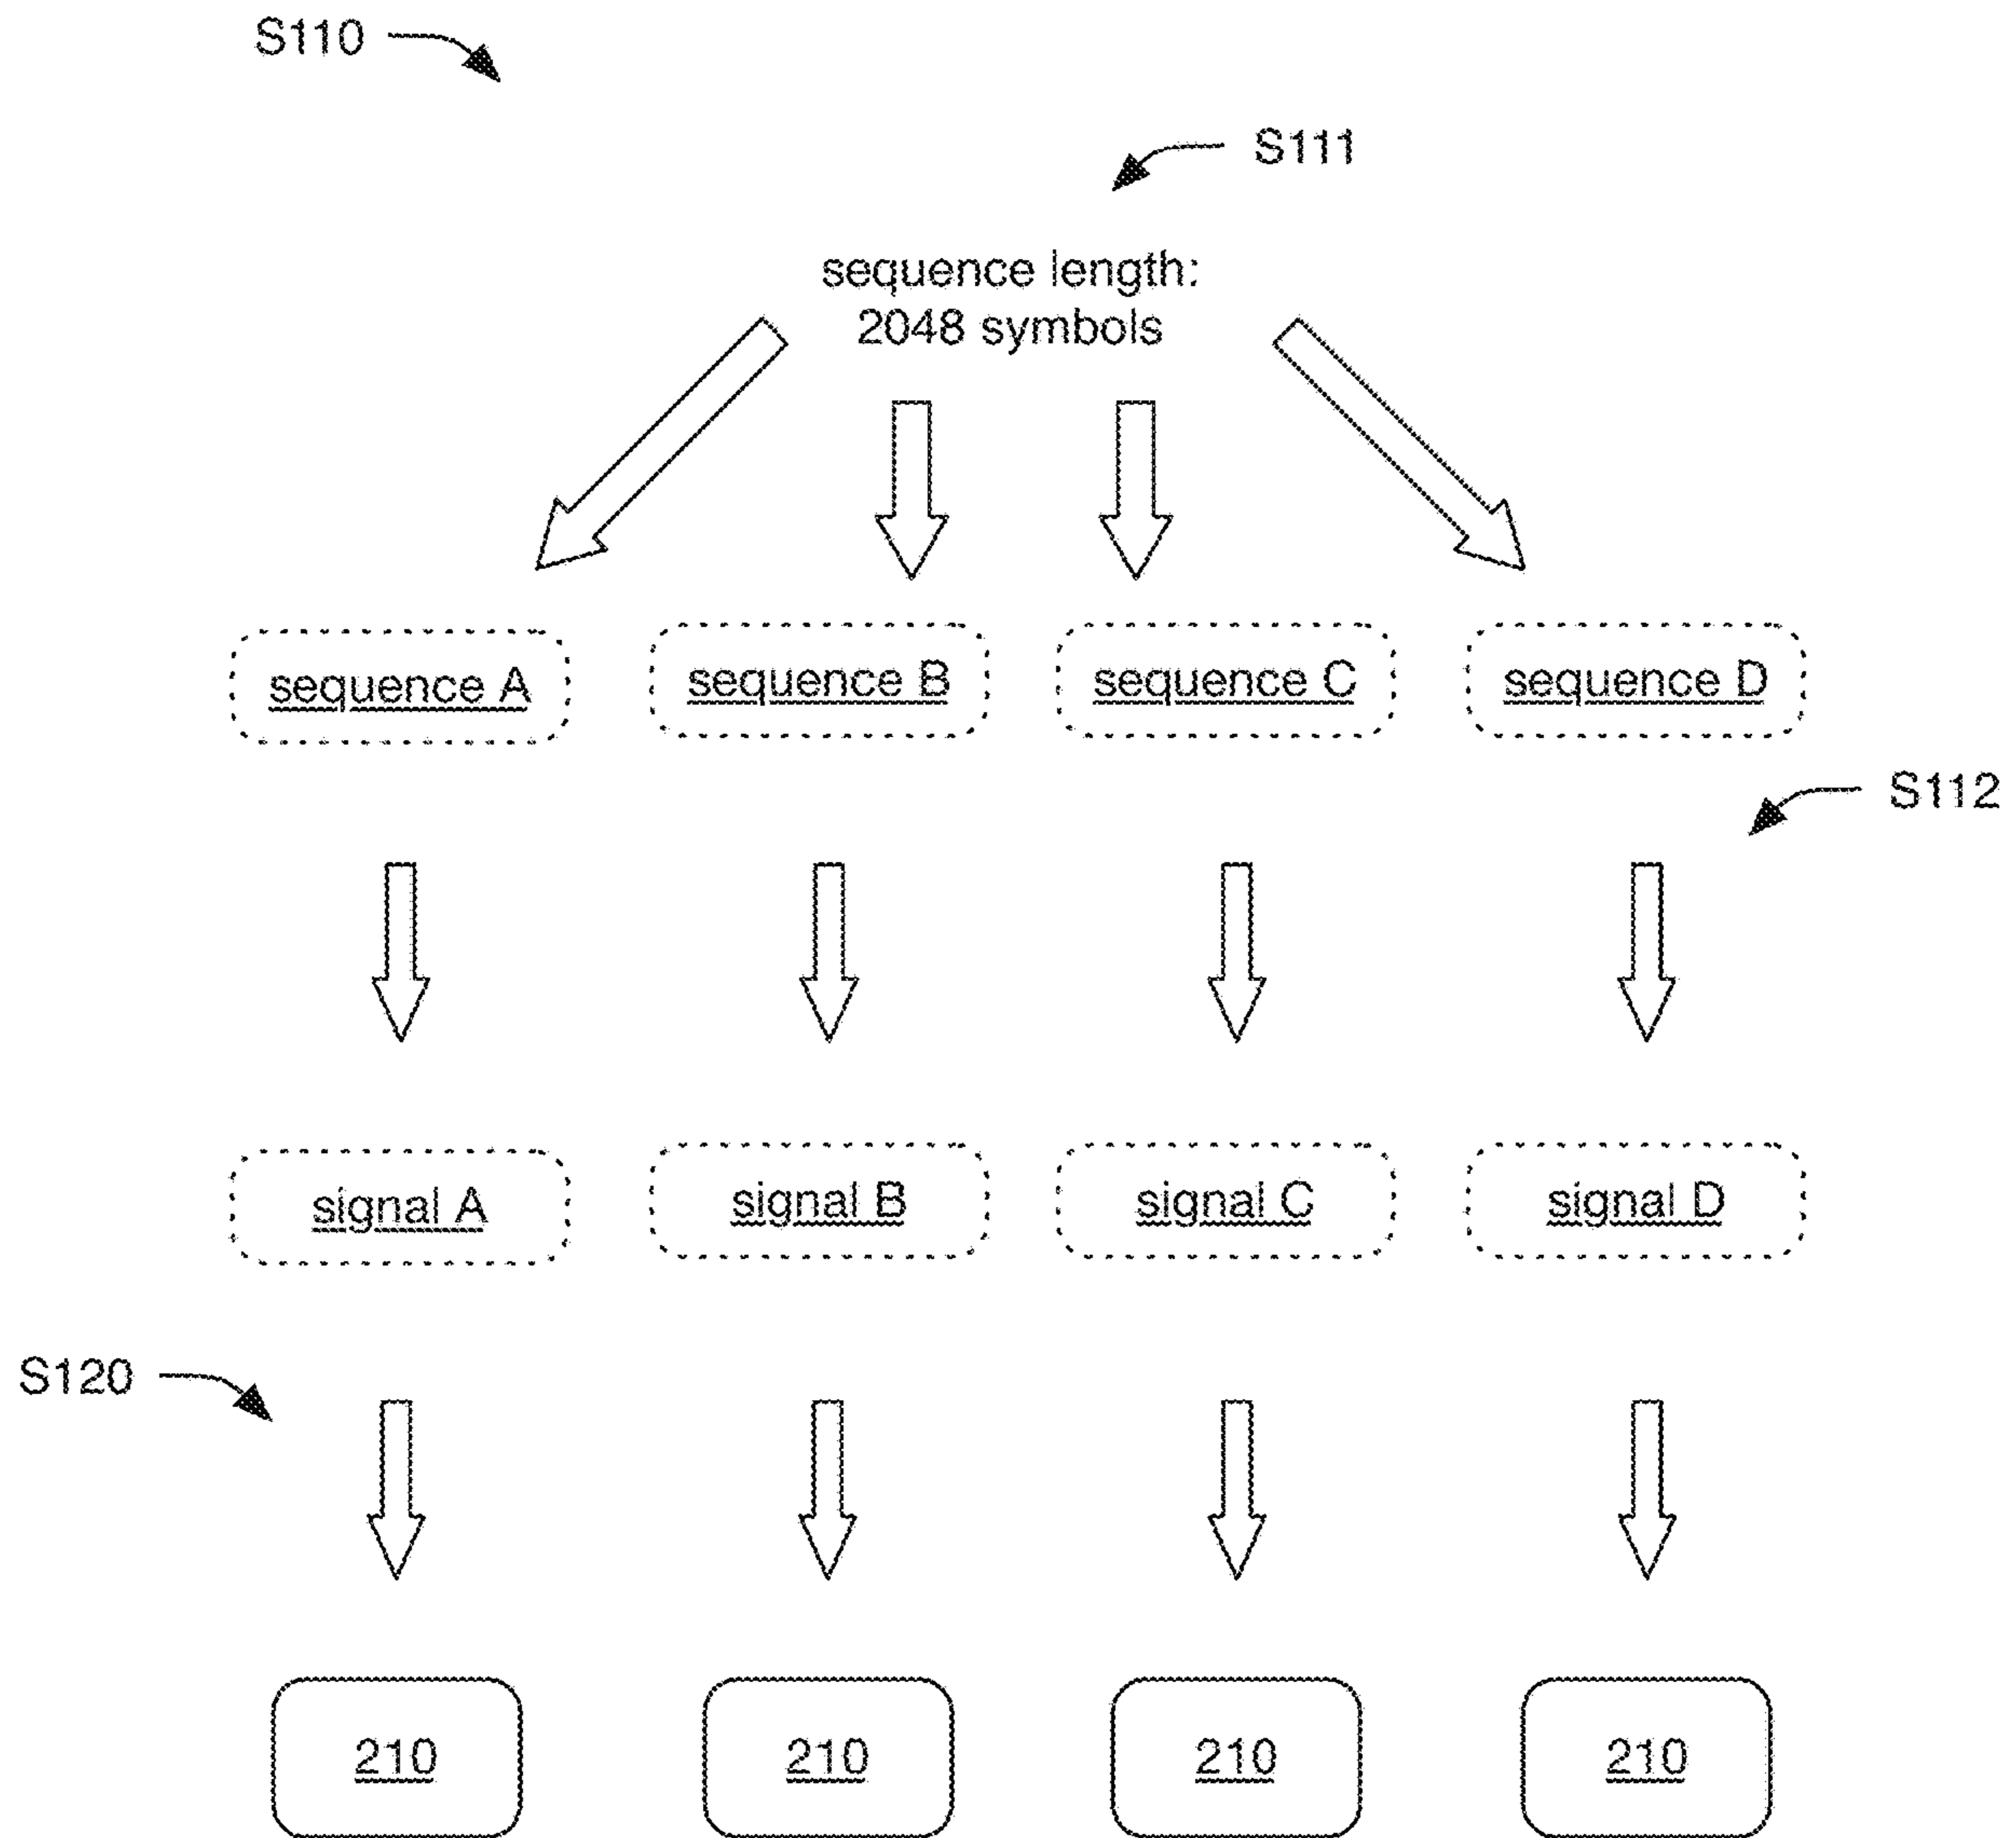 S110
S111
sequence length:
2048 symbols
sequence A
sequence B
sequence C
sequence D
S112
signal A
signal B
signal C
signal D
S120
210
210
210
210